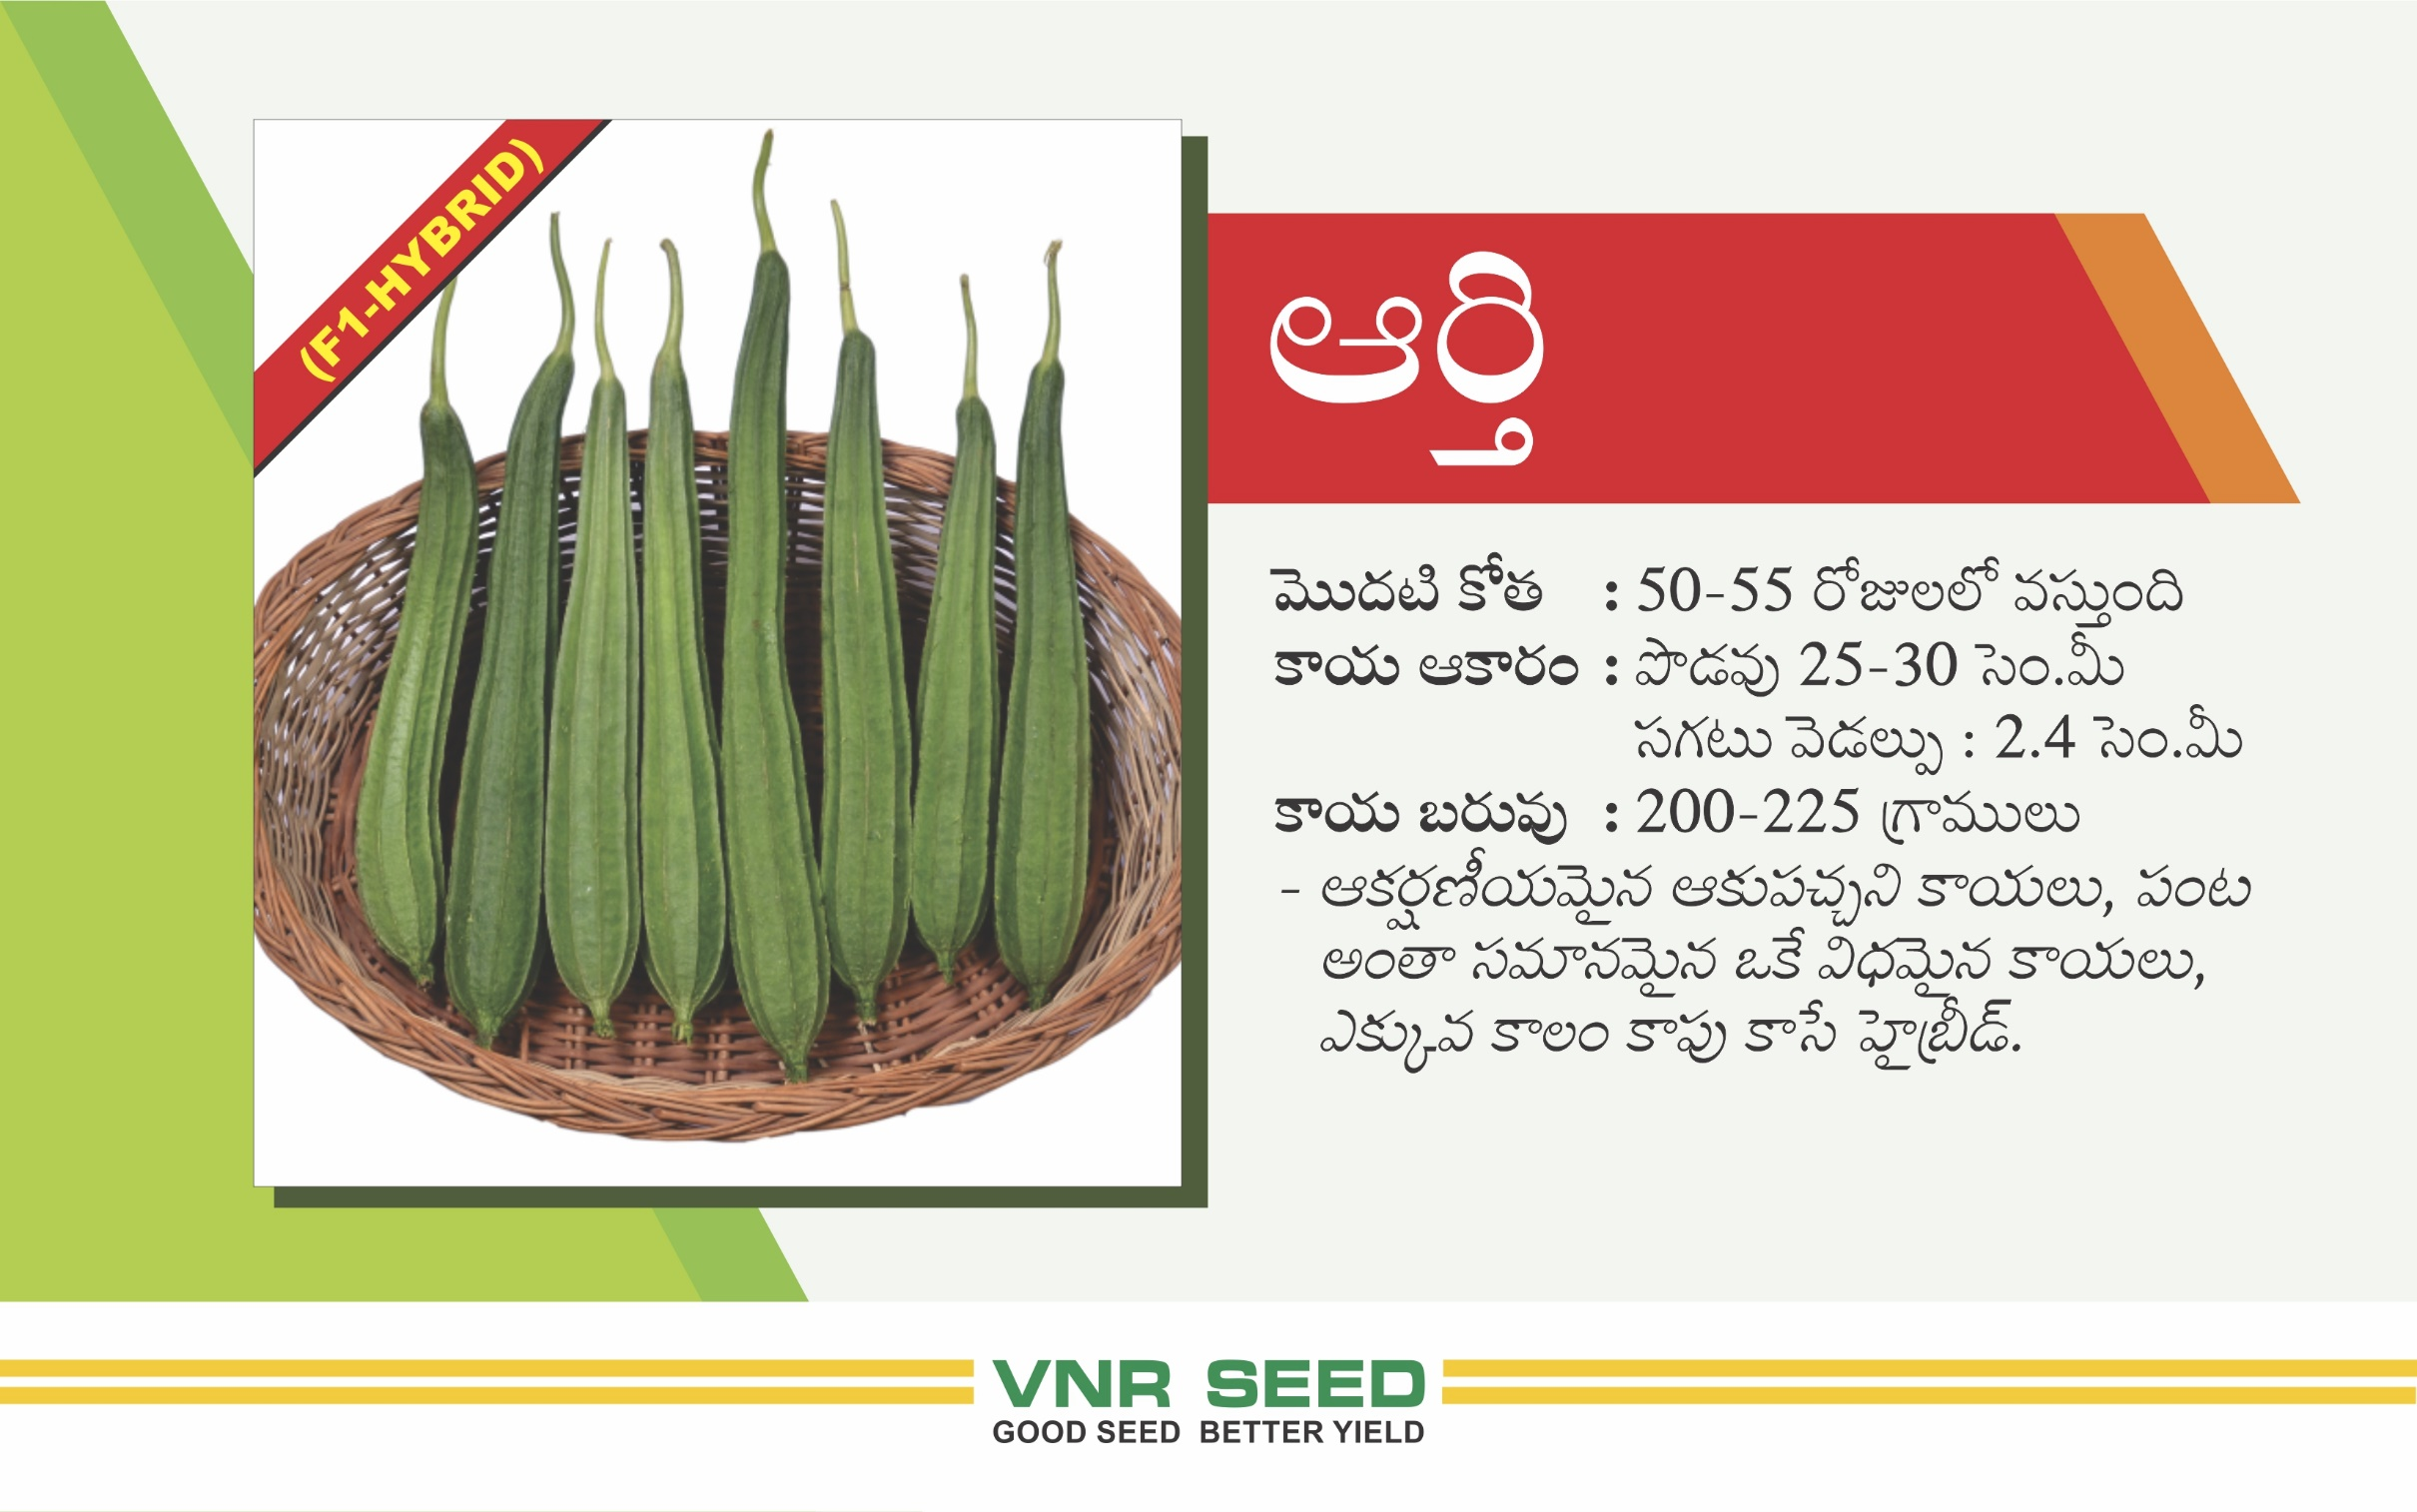 (F1-HYBRID)
ఆర్తి
మొదటి కోత : 50-55 రోజులలో వస్తుంది
కాయ ఆకారం : పొడవు 25-30 సెం.మీ
సగటు వెడల్పు : 2.4 సెం.మీ
కాయ బరువు : 200-225 గ్రాములు
- ఆకర్షణీయమైన ఆకుపచ్చని కాయలు, పంట
అంతా సమానమైన ఒకే విధమైన కాయలు,
ఎక్కువ కాలం కాపు కాసే హైబ్రీడ్.
VNR SEED
GOOD SEED BETTER YIELD